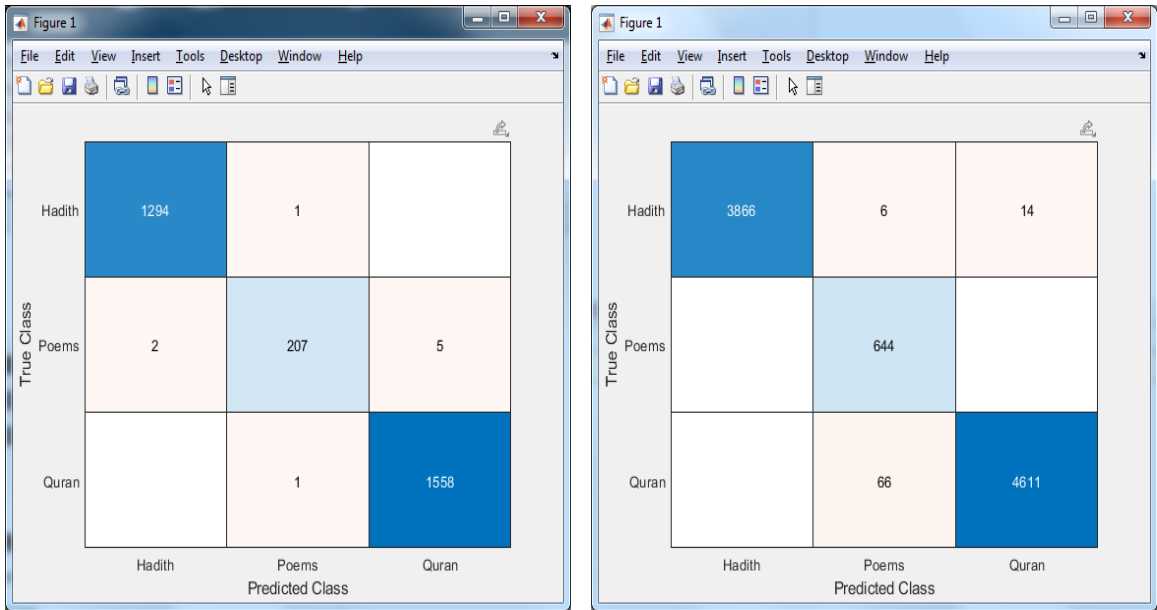 Figure 1
File Edit View Insert Tools Desktop Window Help
Hadith 1294 1
Poems 2 207 5
Quran 1 1558
True Class
Hadith Poems Quran
Predicted Class
Figure 1
File Edit View Insert Tools Desktop Window Help
Hadith 3866 6 14
Poems 644
Quran 66 4611
True Class
Hadith Poems Quran
Predicted Class